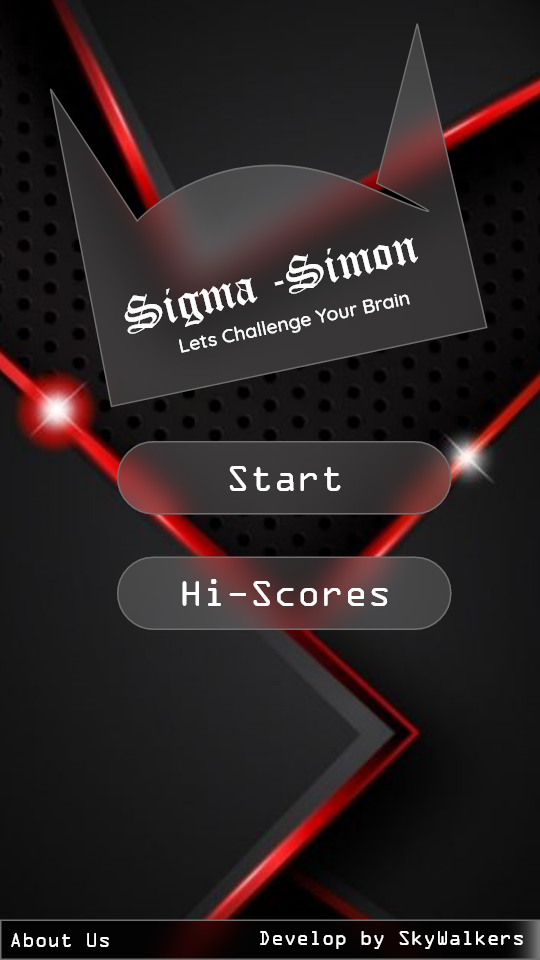 Sigma -Simon
Lets Challenge Your Brain
Start
Hi-Scores
About Us
Develop by SkyWalkers